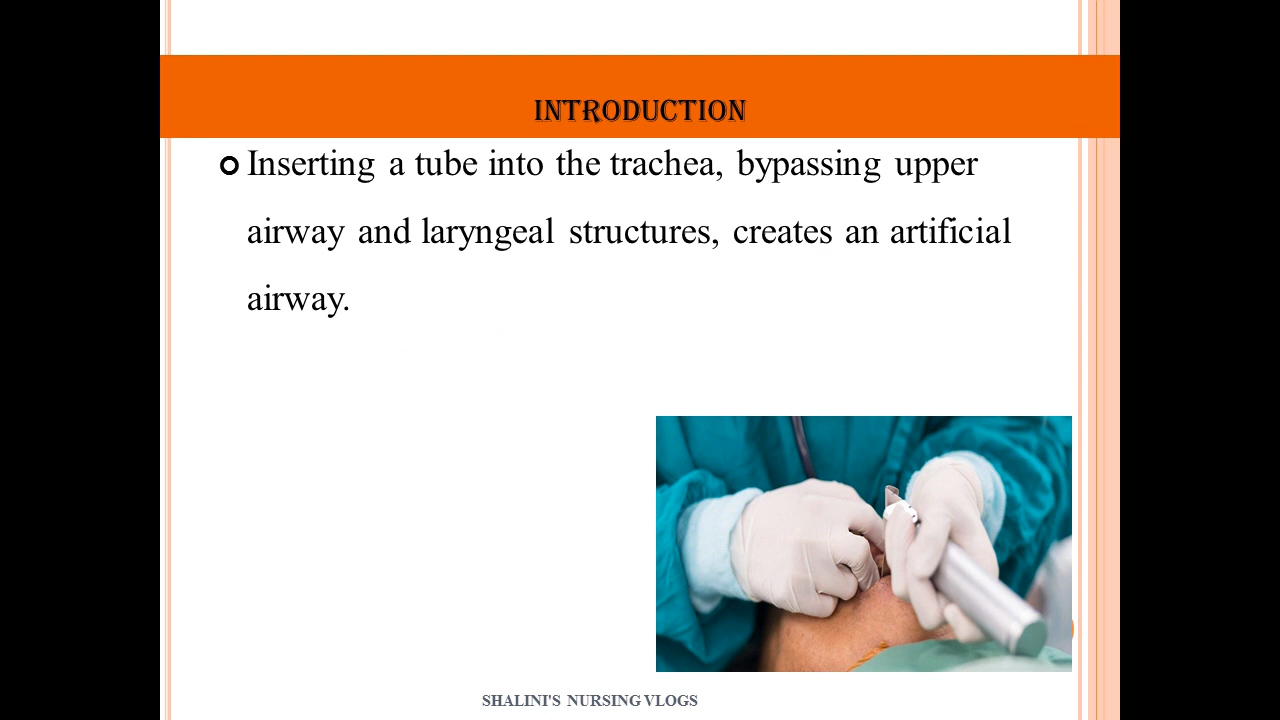 INTRODUCTION
Inserting a tube into the trachea, bypassing upper
airway and laryngeal structures, creates an artificial
airway.
SHALINI'S NURSING VLOGS